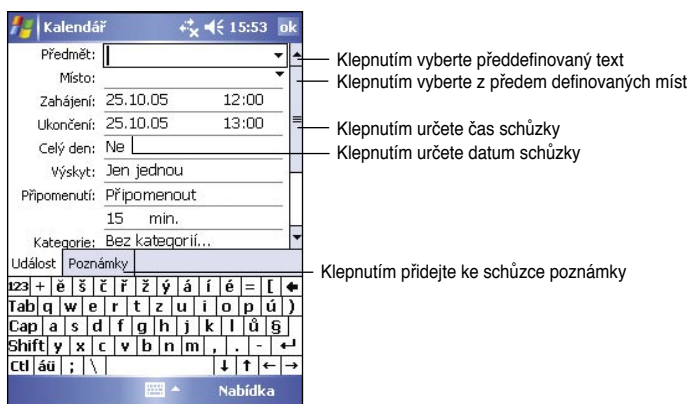 Kalendář 15:53 ok
Předmět:
Místo:
Zahájení: 25.10.05 12:00
Ukončení: 25.10.05 13:00
Celý den: Ne
Výskyt: Jen jednou
Připomenutí: Připomenout
15 min.
Kategorie: Bez kategorií...
Událost Poznámky
123 + ě š č ř ž ý á í é = [
Tab q w e r t z u i o p ú )
Cap a s d f g h j k l ů §
Shift y x c v b n m , . - ↵
Ctl áü ; \ ↓ ↑ ← →
Nabídka
Klepnutím vyberte předdefinovaný text
Klepnutím vyberte z předem definovaných míst
Klepnutím určete čas schůzky
Klepnutím určete datum schůzky
Klepnutím přidejte ke schůzce poznámky